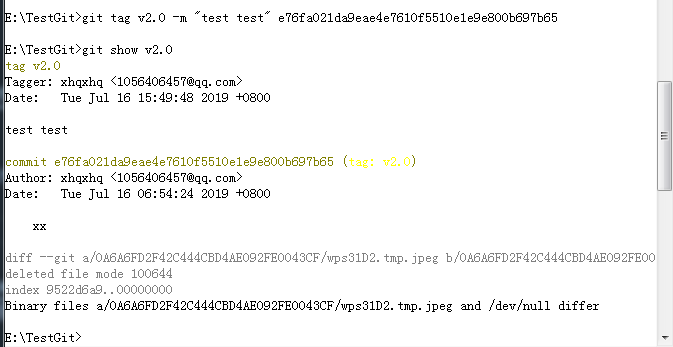 E:\TestGit>git tag v2.0 -m "test test" e76fa021da9eae4e7610f5510e1e9e800b697b65
E:\TestGit>git show v2.0
tag v2.0
Tagger: xhqxhq <1056406457@qq.com>
Date:   Tue Jul 16 15:49:48 2019 +0800
test test
commit e76fa021da9eae4e7610f5510e1e9e800b697b65 (tag: v2.0)
Author: xhqxhq <1056406457@qq.com>
Date:   Tue Jul 16 06:54:24 2019 +0800
xx
diff --git a/0A6A6FD2F42C444CBD4AE092FE0043CF/wps31D2.tmp.jpeg b/0A6A6FD2F42C444CBD4AE092FE00
deleted file mode 100644
index 9522d6a9..00000000
Binary files a/0A6A6FD2F42C444CBD4AE092FE0043CF/wps31D2.tmp.jpeg and /dev/null differ
E:\TestGit>